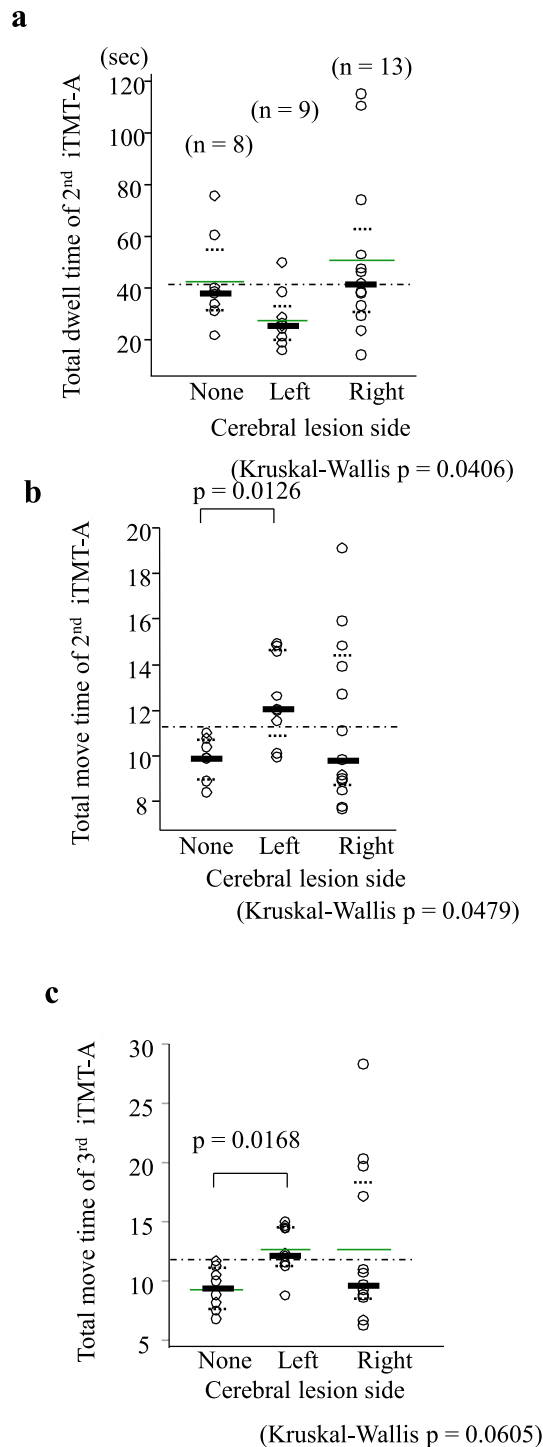 a
(sec)
(n = 13)
(n = 9)
(n = 8)
Total dwell time of 2nd iTMT-A
120
100
80
60
40
20
None Left Right
Cerebral lesion side
(Kruskal-Wallis p = 0.0406)
b
p = 0.0126
Total move time of 2nd iTMT-A
20
18
16
14
12
10
8
None Left Right
Cerebral lesion side
(Kruskal-Wallis p = 0.0479)
c
Total move time of 3rd iTMT-A
30
25
20
15
10
5
p = 0.0168
None Left Right
Cerebral lesion side
(Kruskal-Wallis p = 0.0605)